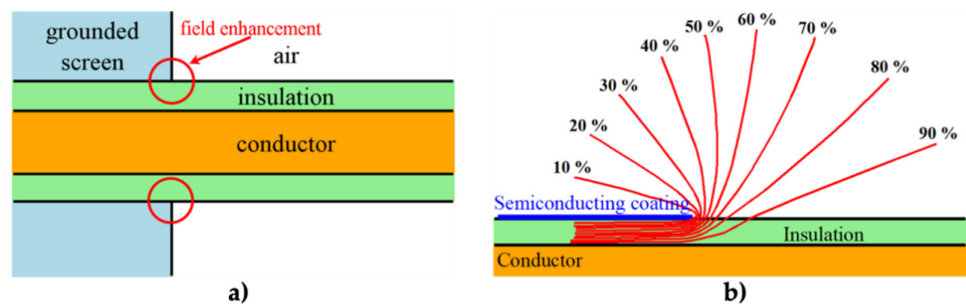 grounded
screen
field enhancement
air
insulation
conductor
a)
10 %
20 %
30 %
40 %
50 %
60 %
70 %
80 %
90 %
Semiconducting coating
Insulation
Conductor
b)